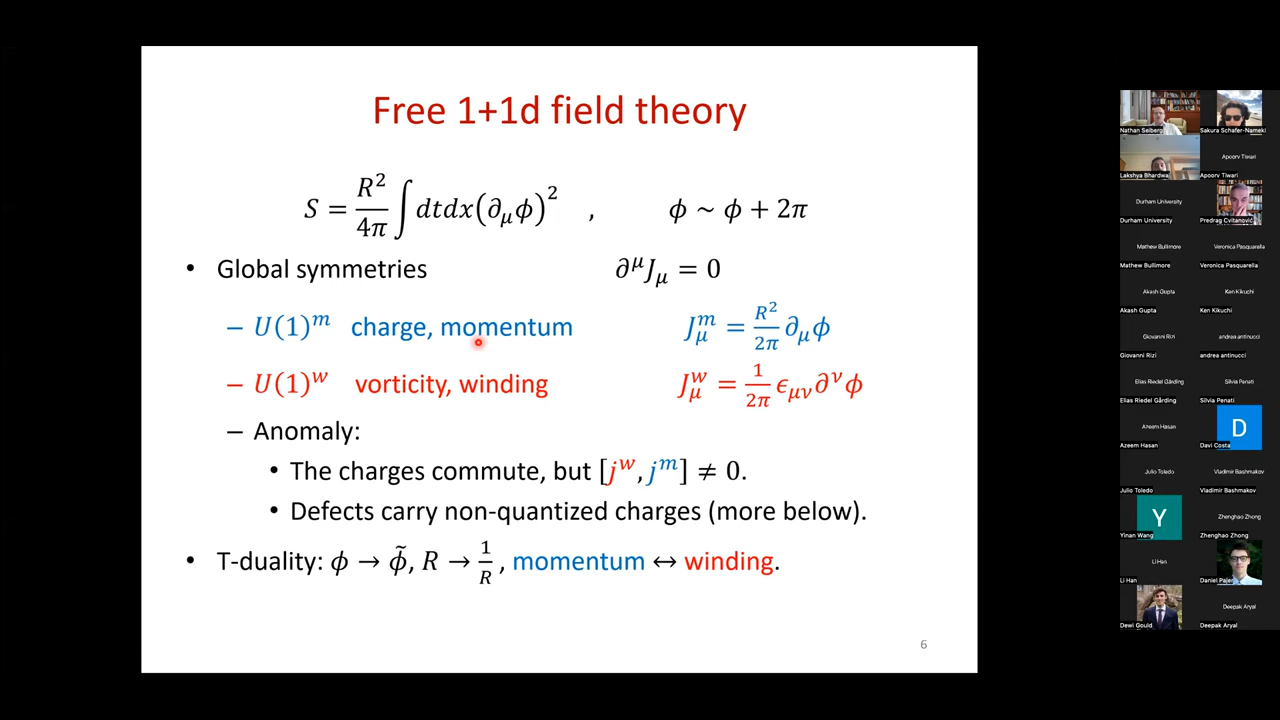 Free 1+1d field theory
S = R²/4π ∫ dtdx(∂_μϕ)² , ϕ ~ ϕ + 2π
• Global symmetries ∂^μJ_μ = 0
– U(1)^m charge, momentum J_μ^m = R²/2π ∂_μϕ
– U(1)^w vorticity, winding J_μ^w = 1/2π ϵ_μν∂^νϕ
– Anomaly:
• The charges commute, but [j^w, j^m] ≠ 0.
• Defects carry non-quantized charges (more below).
• T-duality: ϕ → ϕ̃, R → 1/R , momentum ↔ winding.
6
Nathan Seiberg
Sakura Schafer-Nameki
Lakshya Bhardwa
Apoorv Tiwari
Apoorv Tiwari
Durham University
Durham University
Predrag Cvitanović
Mathew Bullimore
Veronica Pasquarella
Mathew Bullimore
Veronica Pasquarella
Akash Gupta
Ken Kikuchi
Akash Gupta
Ken Kikuchi
Giovanni Rizi
andrea antinucci
Giovanni Rizi
andrea antinucci
Elias Riedel Gårding
Silvia Penati
Elias Riedel Gårding
Silvia Penati
Azeem Hasan
D
Azeem Hasan
Davi Costa
Julio Toledo
Vladimir Bashmakov
Julio Toledo
Vladimir Bashmakov
Y
Zhenghao Zhong
Yinan Wang
Zhenghao Zhong
Li Han
Li Han
Daniel Pajer
Deepak Aryal
Dewi Gould
Deepak Aryal